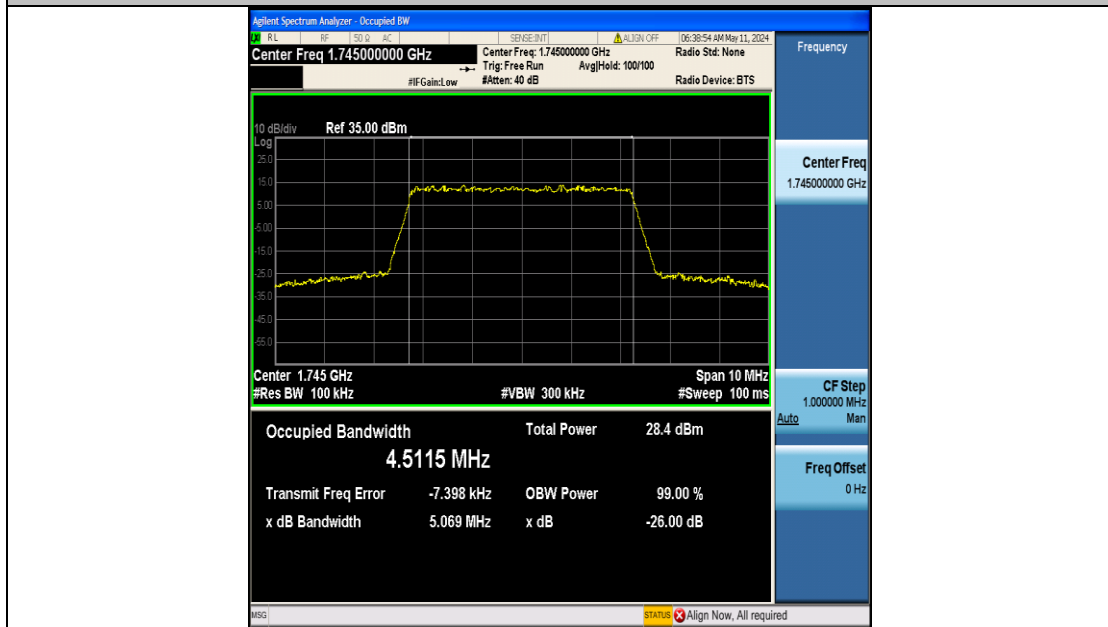 Agilent Spectrum Analyzer - Occupied BW
LXI RL RF 50 Ω AC SENSE:INT ALIGN OFF 06:38:54 AM May 11, 2024
Center Freq 1.745000000 GHz
Center Freq: 1.745000000 GHz Radio Std: None
Trig: Free Run Avg|Hold: 100/100
#IFGain:Low #Atten: 40 dB Radio Device: BTS
Frequency
10 dB/div Ref 35.00 dBm
Log
25.0
15.0
5.00
-5.00
-15.0
-25.0
-35.0
-45.0
-55.0
Center 1.745 GHz Span 10 MHz
#Res BW 100 kHz #VBW 300 kHz #Sweep 100 ms
Occupied Bandwidth Total Power 28.4 dBm
4.5115 MHz
Transmit Freq Error -7.398 kHz OBW Power 99.00 %
x dB Bandwidth 5.069 MHz x dB -26.00 dB
Center Freq
1.745000000 GHz
CF Step
1.000000 MHz
Auto Man
Freq Offset
0 Hz
MSG STATUS Align Now, All required